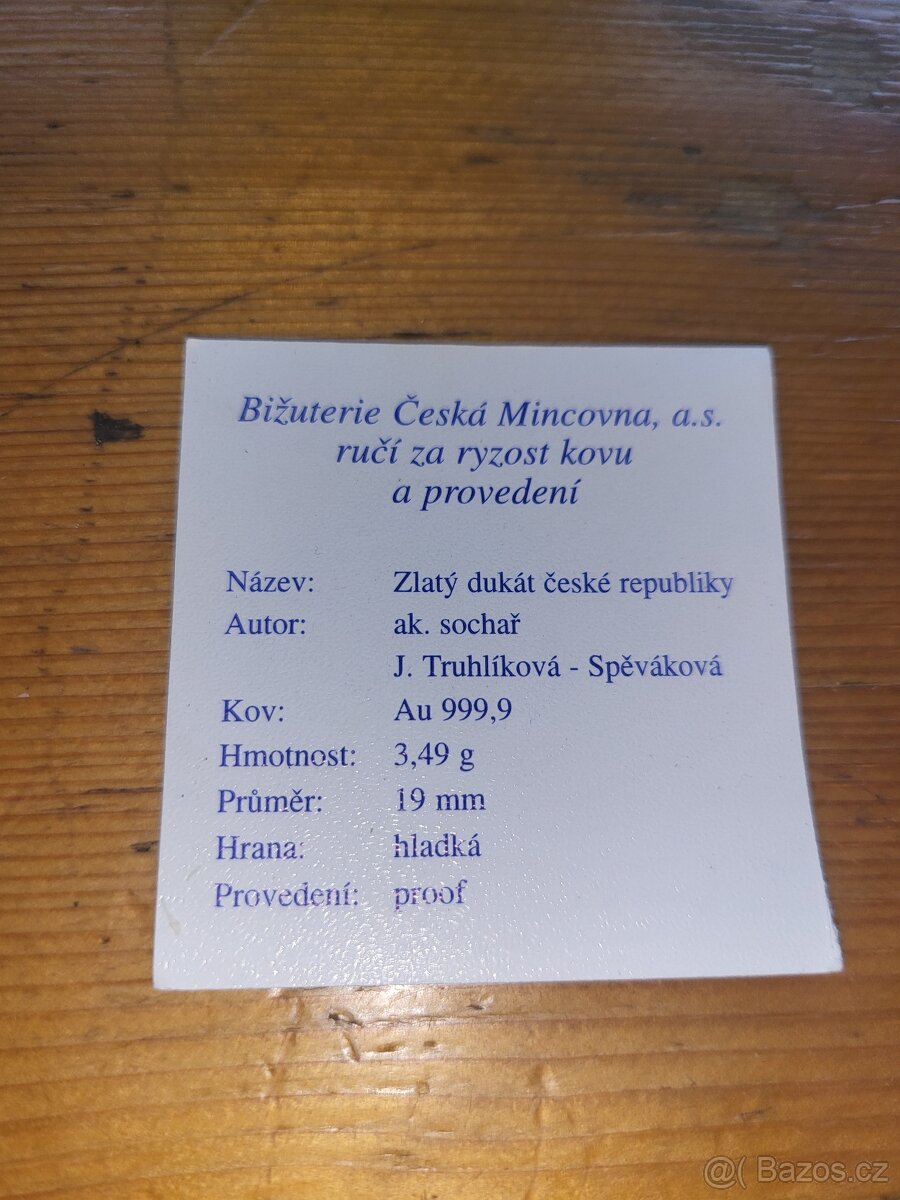 Bižuterie Česká Mincovna, a.s.
ručí za ryzost kovu
a provedení
Název: Zlatý dukát české republiky
Autor: ak. sochař
J. Truhlíková - Spěváková
Kov: Au 999,9
Hmotnost: 3,49 g
Průměr: 19 mm
Hrana: hladká
Provedení: proof
@( Bazos.cz